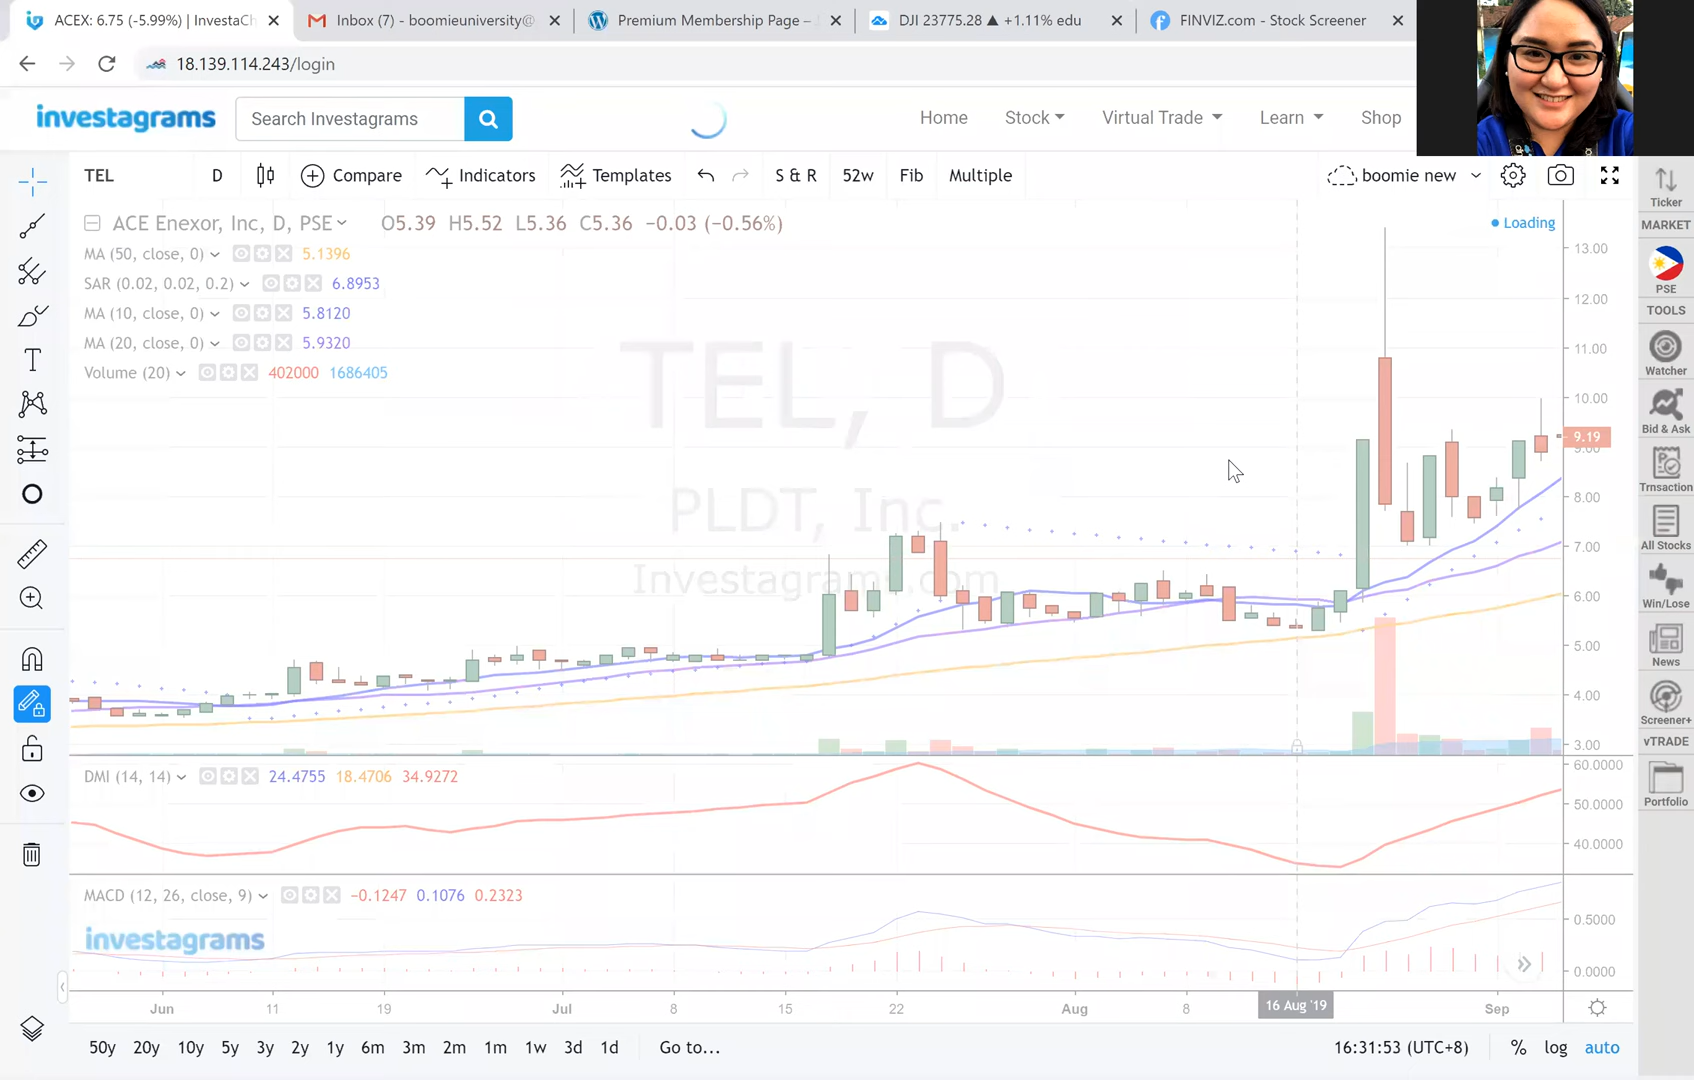 ACEX: 6.75 (-5.99%) | InvestaCh
Inbox (7) - boomieuniversity@
Premium Membership Page –
DJI 23775.28 ▲ +1.11% edu
FINVIZ.com - Stock Screener
18.139.114.243/login
investagrams
Search Investagrams
Home
Stock
Virtual Trade
Learn
Shop
TEL
D
Compare
Indicators
Templates
S & R
52w
Fib
Multiple
boomie new
ACE Enexor, Inc, D, PSE O5.39 H5.52 L5.36 C5.36 −0.03 (−0.56%)
Loading
MA (50, close, 0) 5.1396
SAR (0.02, 0.02, 0.2) 6.8953
MA (10, close, 0) 5.8120
MA (20, close, 0) 5.9320
Volume (20) 402000 1686405
TEL, D
PLDT, Inc.
Investagrams.com
13.00
12.00
11.00
10.00
9.19
9.00
8.00
7.00
6.00
5.00
4.00
3.00
DMI (14, 14) 24.4755 18.4706 34.9272
60.0000
50.0000
40.0000
MACD (12, 26, close, 9) −0.1247 0.1076 0.2323
investagrams
0.5000
0.0000
Jun 11 19 Jul 8 15 22 Aug 8 16 Aug '19 Sep
50y 20y 10y 5y 3y 2y 1y 6m 3m 2m 1m 1w 3d 1d Go to...
16:31:53 (UTC+8) % log auto
Ticker
MARKET
PSE
TOOLS
Watcher
Bid & Ask
Trnsaction
All Stocks
Win/Lose
News
Screener+
vTRADE
Portfolio